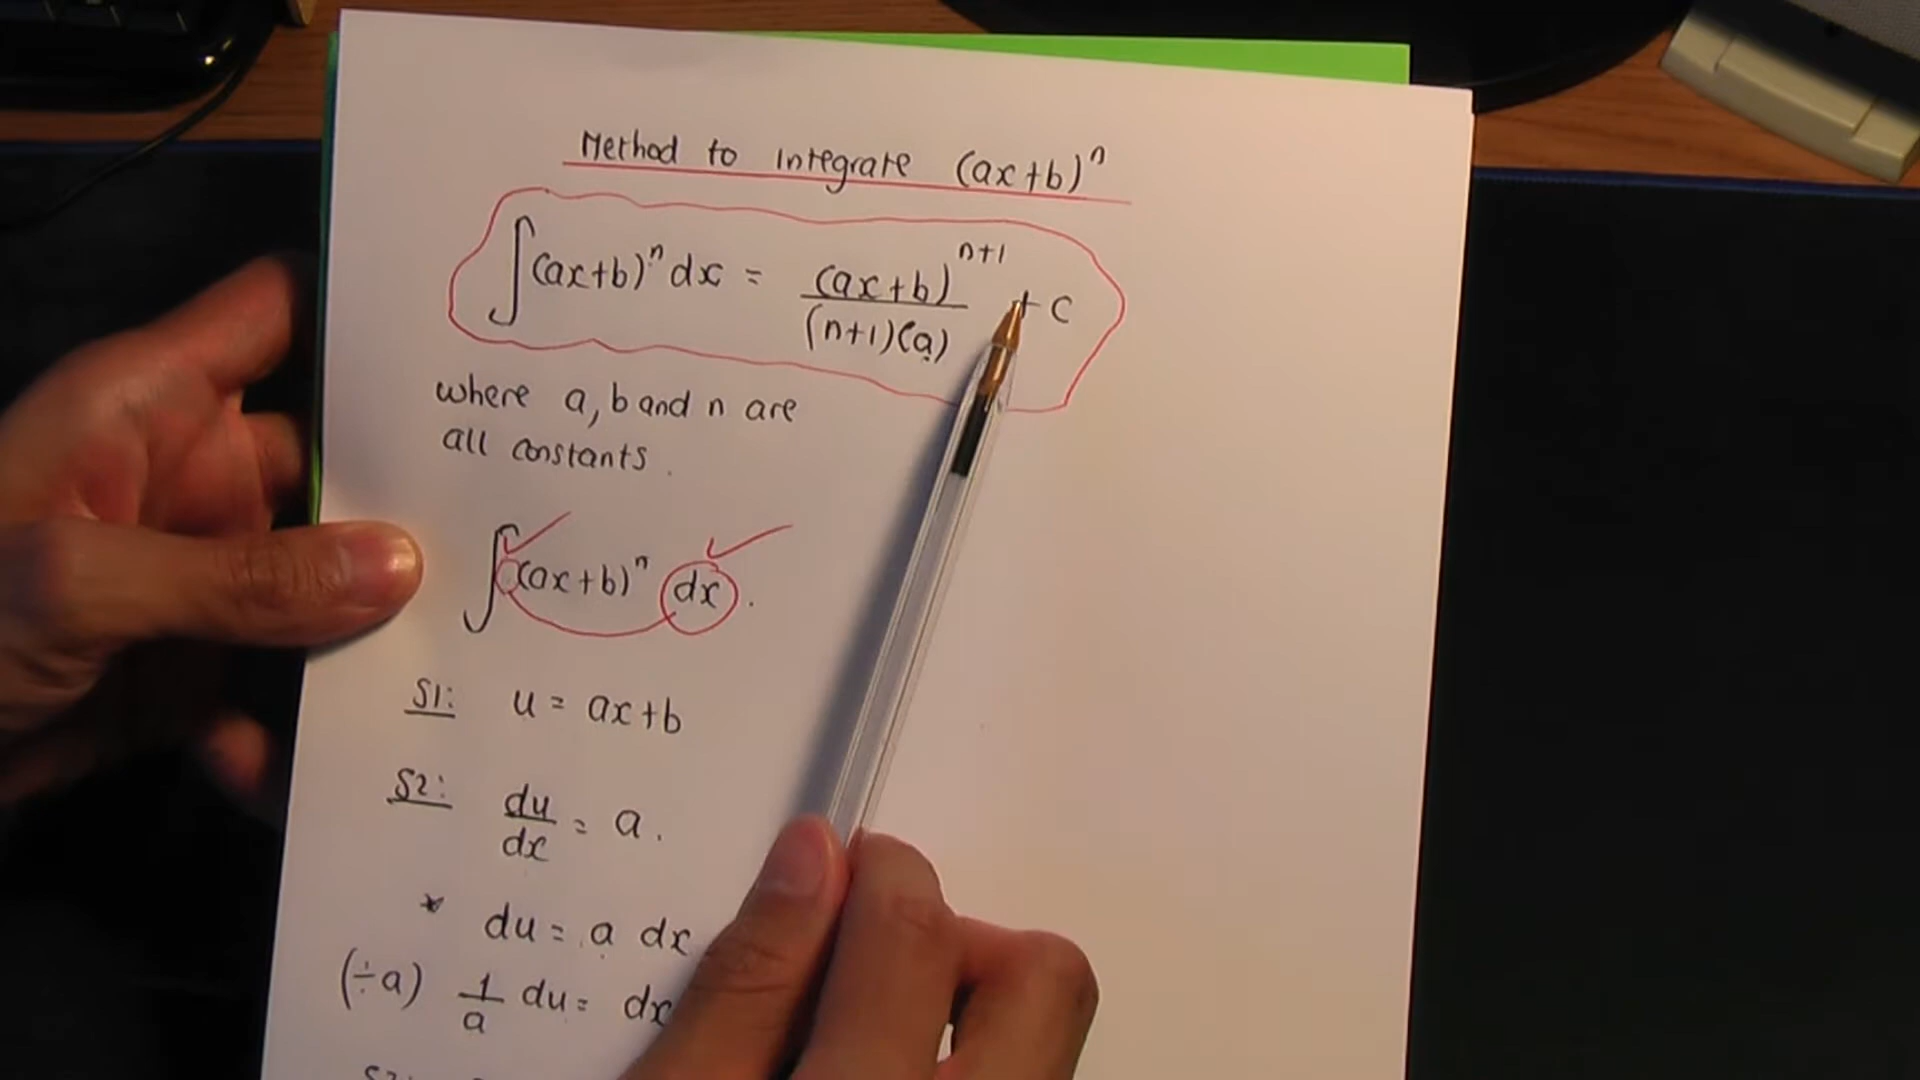 Method to integrate (ax+b)^n
∫(ax+b)^n dx = (ax+b)^(n+1) / (n+1)(a) + c
where a, b and n are
all constants.
∫(ax+b)^n dx.
S1: u = ax+b
S2: du/dx = a.
* du = a dx
(÷a) 1/a du = dx